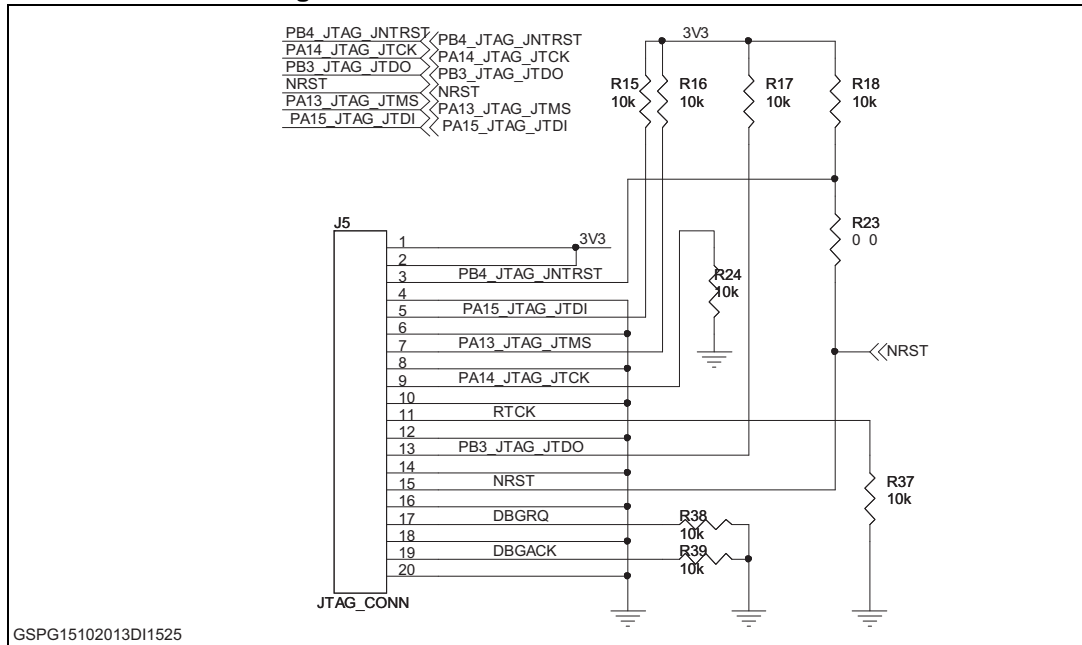 PB4_JTAG_JNTRST PB4_JTAG_JNTRST
PA14_JTAG_JTCK PA14_JTAG_JTCK
PB3_JTAG_JTDO PB3_JTAG_JTDO
NRST NRST
PA13_JTAG_JTMS PA13_JTAG_JTMS
PA15_JTAG_JTDI PA15_JTAG_JTDI
3V3
R15 R16 R17 R18
10k 10k 10k 10k
R23
0 0
J5
1 3V3
2
3 PB4_JTAG_JNTRST
R24
10k
4
5 PA15_JTAG_JTDI
6
7 PA13_JTAG_JTMS
NRST
8
9 PA14_JTAG_JTCK
10
11 RTCK
12
13 PB3_JTAG_JTDO
14
15 NRST
R37
10k
16
17 DBGRQ R38
10k
18
19 DBGACK R39
10k
20
JTAG_CONN
GSPG15102013DI1525